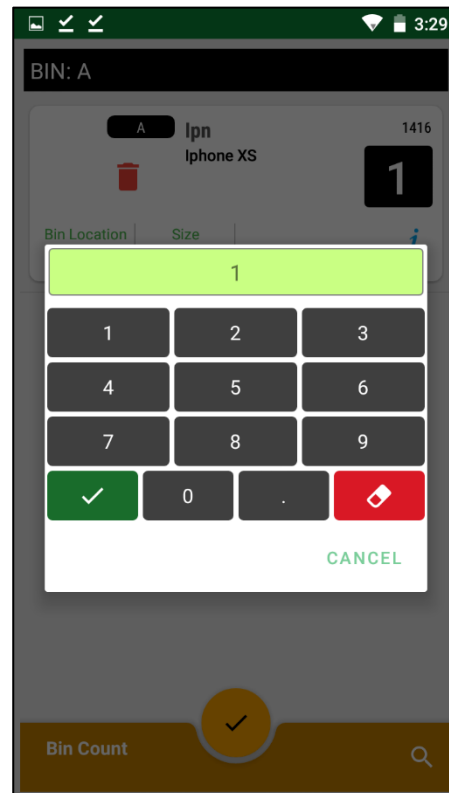 3:29
BIN: A
A lpn 1416
Iphone XS
1
Bin Location Size i
1
1 2 3
4 5 6
7 8 9
0 .
CANCEL
Bin Count